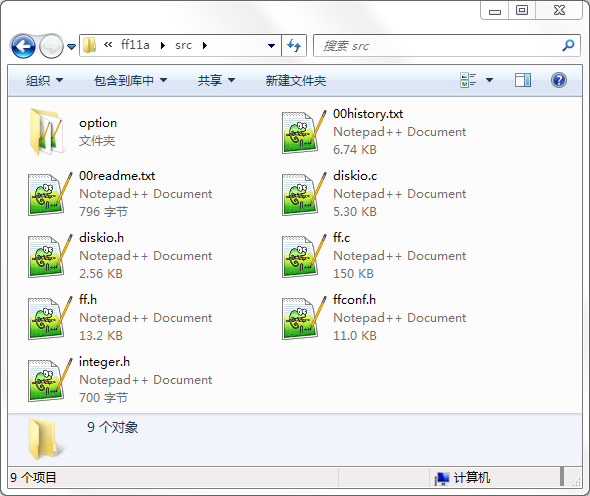 « ff11a ▸ src ▸
搜索 src
组织 包含到库中 共享 新建文件夹
option
文件夹
00history.txt
Notepad++ Document
6.74 KB
00readme.txt
Notepad++ Document
796 字节
diskio.c
Notepad++ Document
5.30 KB
diskio.h
Notepad++ Document
2.56 KB
ff.c
Notepad++ Document
150 KB
ff.h
Notepad++ Document
13.2 KB
ffconf.h
Notepad++ Document
11.0 KB
integer.h
Notepad++ Document
700 字节
9 个对象
9 个项目
计算机